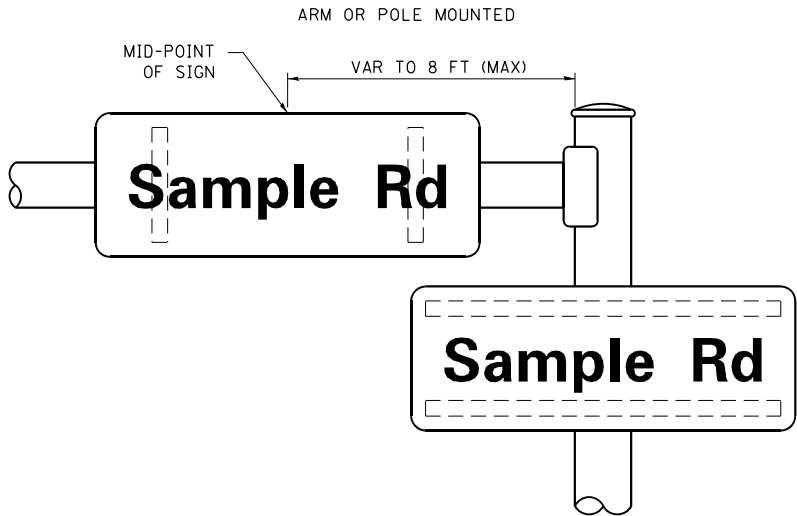 ARM OR POLE MOUNTED
MID-POINT
OF SIGN
VAR TO 8 FT (MAX)
Sample Rd
Sample Rd